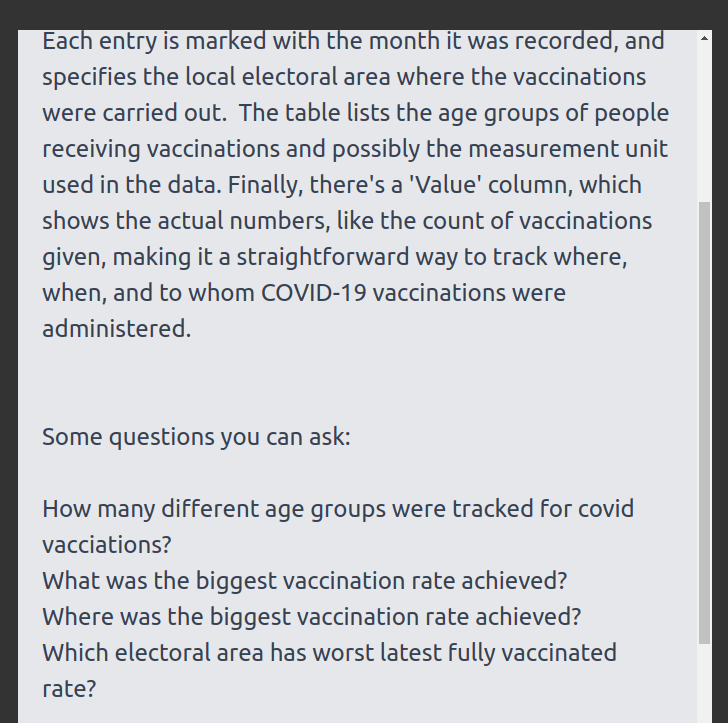 Each entry is marked with the month it was recorded, and
specifies the local electoral area where the vaccinations
were carried out.  The table lists the age groups of people
receiving vaccinations and possibly the measurement unit
used in the data. Finally, there's a 'Value' column, which
shows the actual numbers, like the count of vaccinations
given, making it a straightforward way to track where,
when, and to whom COVID-19 vaccinations were
administered.
Some questions you can ask:
How many different age groups were tracked for covid
vacciations?
What was the biggest vaccination rate achieved?
Where was the biggest vaccination rate achieved?
Which electoral area has worst latest fully vaccinated
rate?